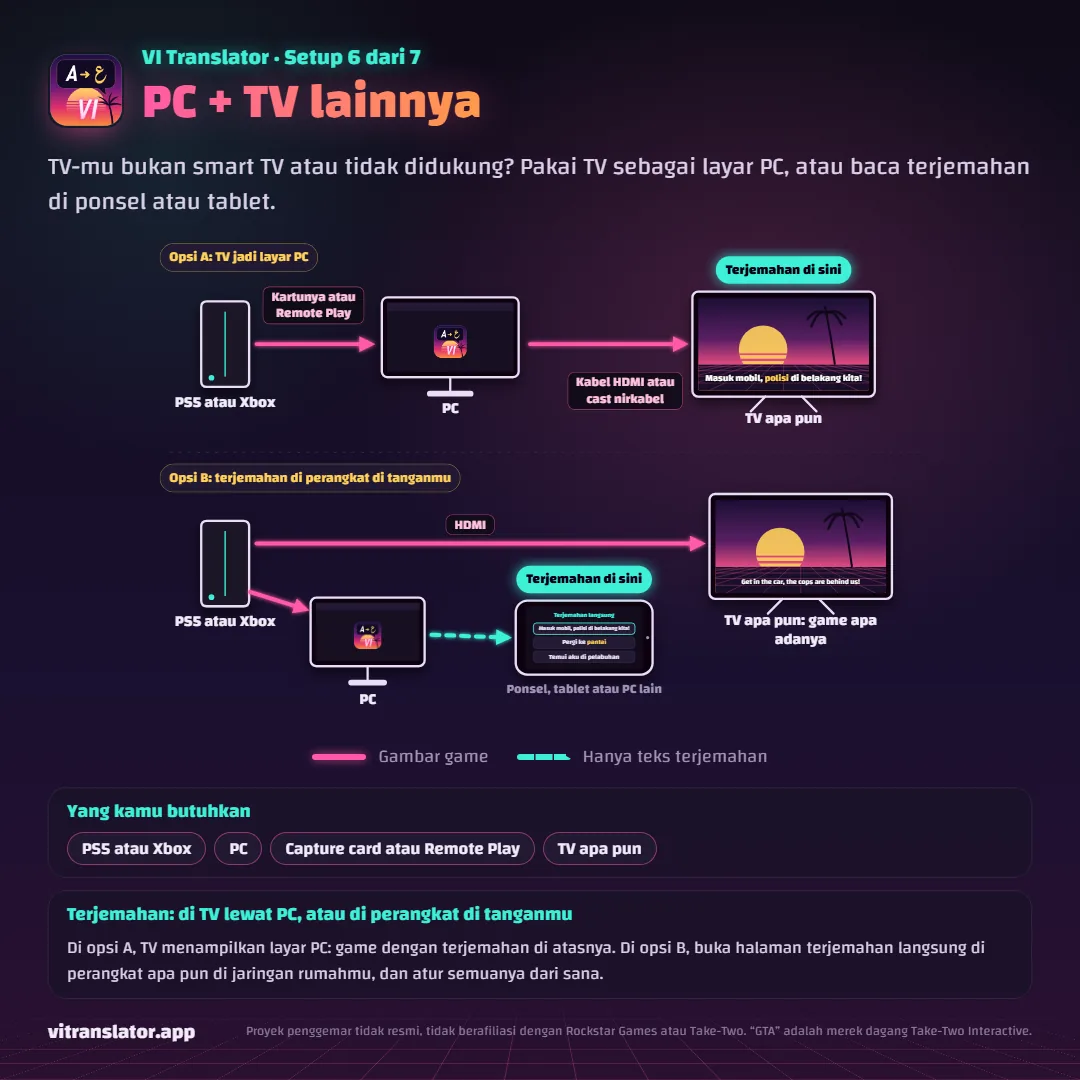 A→ع
VI
VI Translator · Setup 6 dari 7
PC + TV lainnya
TV-mu bukan smart TV atau tidak didukung? Pakai TV sebagai layar PC, atau baca terjemahan
di ponsel atau tablet.
Opsi A: TV jadi layar PC
Kartunya atau
Remote Play
PS5 atau Xbox
A→ع
VI
PC
Kabel HDMI atau
cast nirkabel
Terjemahan di sini
Masuk mobil, polisi di belakang kita!
TV apa pun
Opsi B: terjemahan di perangkat di tanganmu
HDMI
PS5 atau Xbox
A→ع
VI
PC
Terjemahan di sini
Terjemahan langsung
Masuk mobil, polisi di belakang kita!
Pergi ke pantai
Temui aku di pelabuhan
Ponsel, tablet atau PC lain
Get in the car, the cops are behind us!
TV apa pun: game apa
adanya
Gambar game
Hanya teks terjemahan
Yang kamu butuhkan
PS5 atau Xbox
PC
Capture card atau Remote Play
TV apa pun
Terjemahan: di TV lewat PC, atau di perangkat di tanganmu
Di opsi A, TV menampilkan layar PC: game dengan terjemahan di atasnya. Di opsi B, buka halaman terjemahan langsung di
perangkat apa pun di jaringan rumahmu, dan atur semuanya dari sana.
vitranslator.app
Proyek penggemar tidak resmi, tidak berafiliasi dengan Rockstar Games atau Take-Two. “GTA” adalah merek dagang Take-Two Interactive.